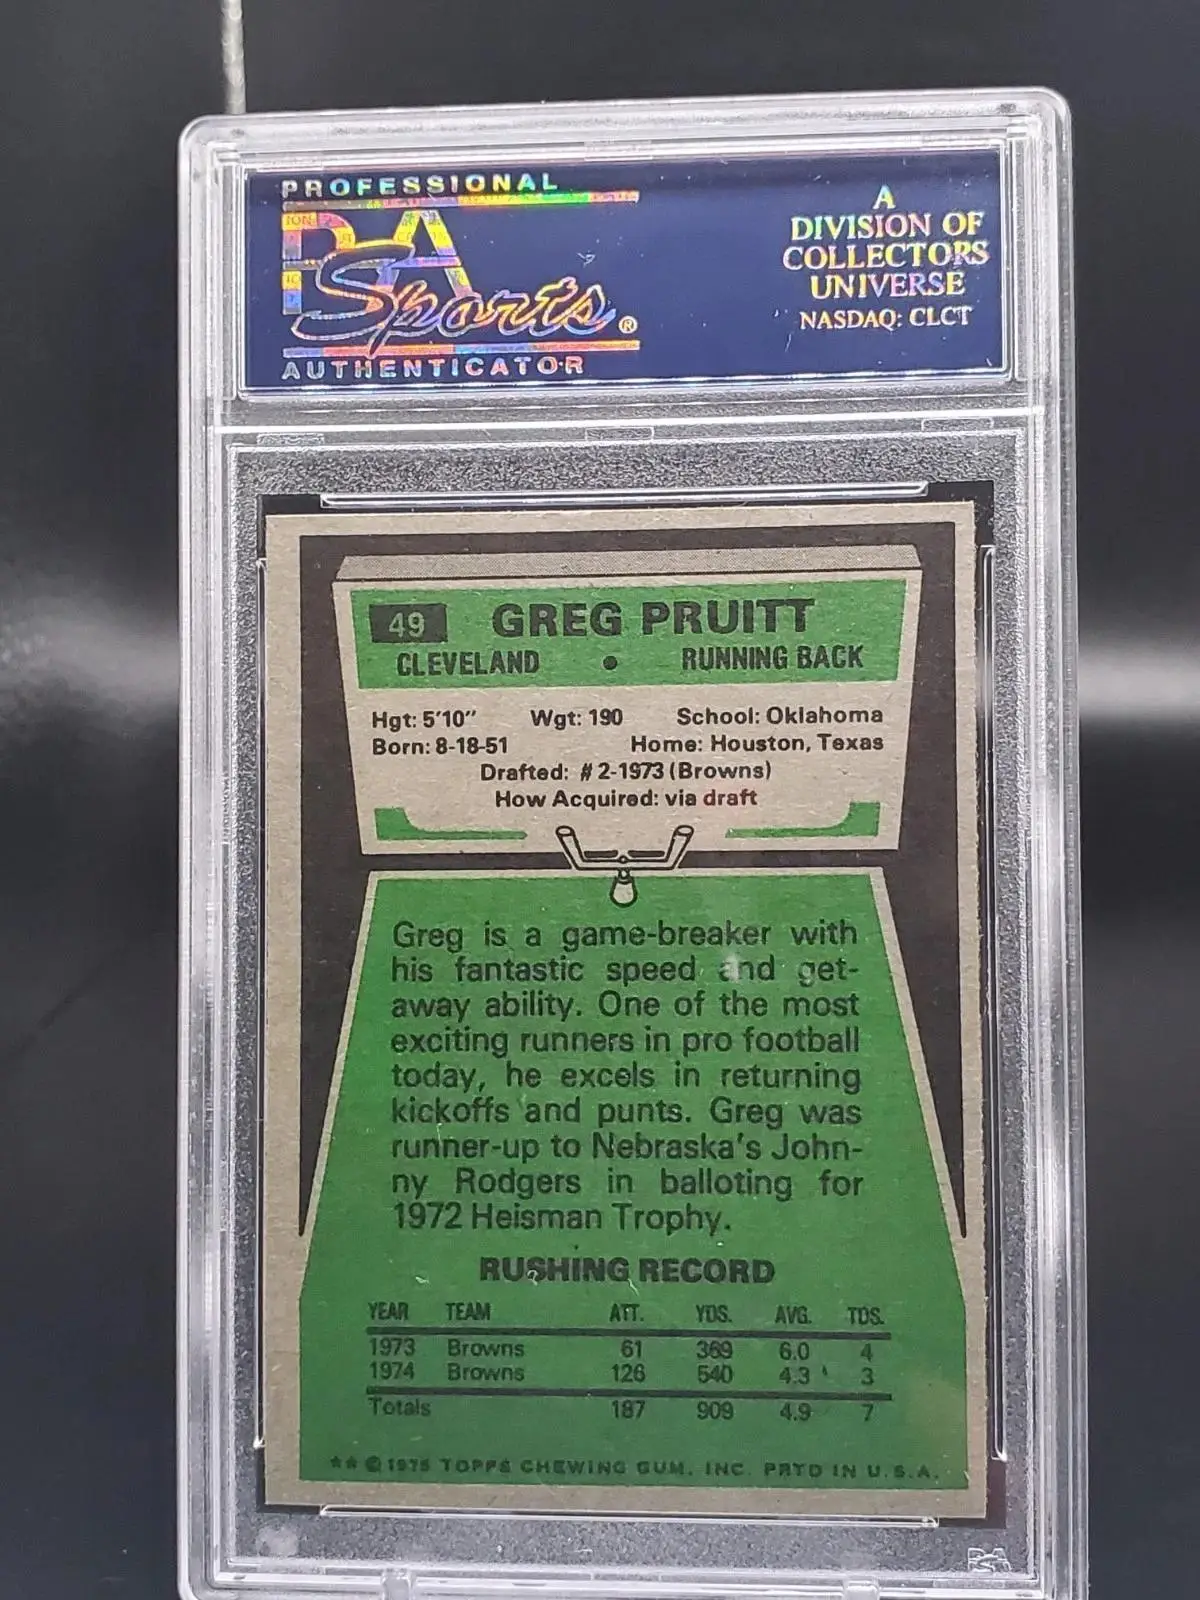 PROFESSIONAL
PSA
Sports®
AUTHENTICATOR
A
DIVISION OF
COLLECTORS
UNIVERSE
NASDAQ: CLCT
49 GREG PRUITT
CLEVELAND • RUNNING BACK
Hgt: 5'10" Wgt: 190 School: Oklahoma
Born: 8-18-51 Home: Houston, Texas
Drafted: #2-1973 (Browns)
How Acquired: via draft
Greg is a game-breaker with
his fantastic speed and get-
away ability. One of the most
exciting runners in pro football
today, he excels in returning
kickoffs and punts. Greg was
runner-up to Nebraska's John-
ny Rodgers in balloting for
1972 Heisman Trophy.
RUSHING RECORD
YEAR TEAM ATT. YDS. AVG. TDS.
1973 Browns 61 369 6.0 4
1974 Browns 126 540 4.3 3
Totals 187 909 4.9 7
** © 1975 TOPPS CHEWING GUM, INC. PRTD IN U.S.A.
PSA